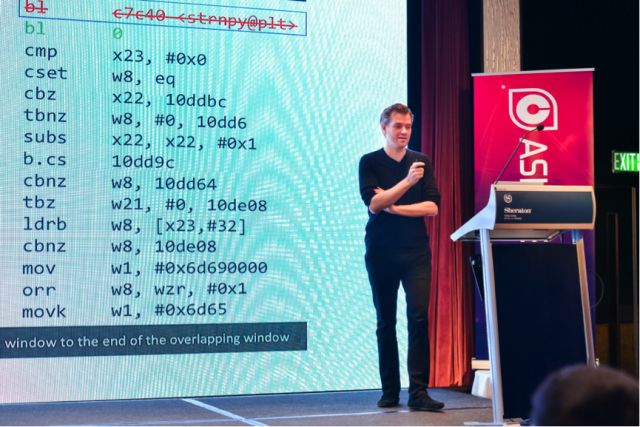 bl c7c40 <strnpy@plt>
bl 0
cmp x23, #0x0
cset w8, eq
cbz x22, 10ddbc
tbnz w8, #0, 10dd6
subs x22, x22, #0x1
b.cs 10dd9c
cbnz w8, 10dd64
tbz w21, #0, 10de08
ldrb w8, [x23,#32]
cbnz w8, 10de08
mov w1, #0x6d690000
orr w8, wzr, #0x1
movk w1, #0x6d65
window to the end of the overlapping window
ASI
Sheraton
EXIT